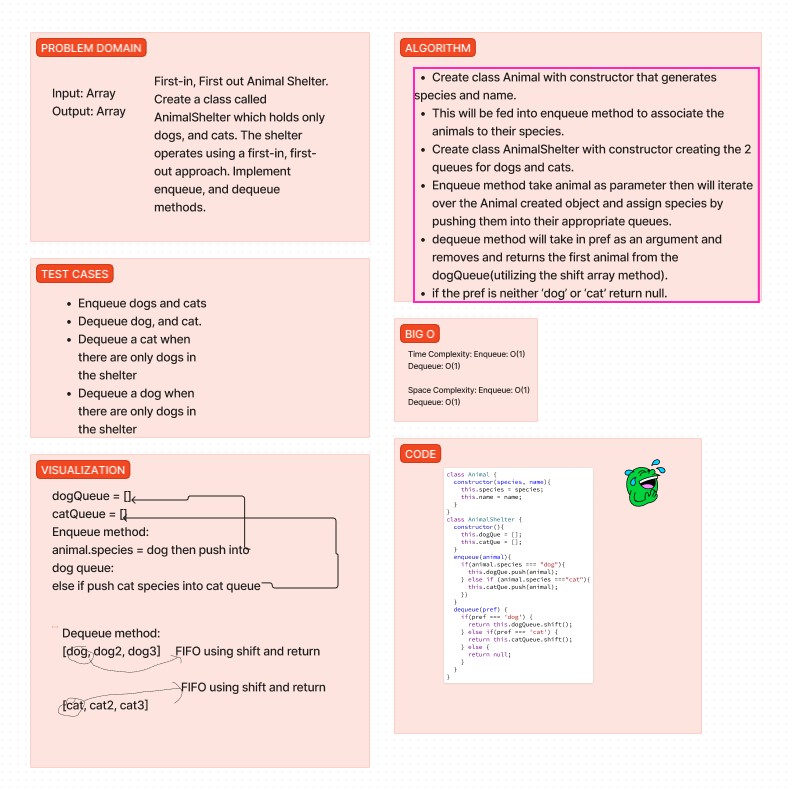 PROBLEM DOMAIN
Input: Array
Output: Array
First-in, First out Animal Shelter.
Create a class called
AnimalShelter which holds only
dogs, and cats. The shelter
operates using a first-in, first-
out approach. Implement
enqueue, and dequeue
methods.
TEST CASES
• Enqueue dogs and cats
• Dequeue dog, and cat.
• Dequeue a cat when
there are only dogs in
the shelter
• Dequeue a dog when
there are only dogs in
the shelter
VISUALIZATION
dogQueue = []
catQueue = []
Enqueue method:
animal.species = dog then push into
dog queue:
else if push cat species into cat queue
Dequeue method:
[dog, dog2, dog3] FIFO using shift and return
FIFO using shift and return
[cat, cat2, cat3]
ALGORITHM
• Create class Animal with constructor that generates
species and name.
• This will be fed into enqueue method to associate the
animals to their species.
• Create class AnimalShelter with constructor creating the 2
queues for dogs and cats.
• Enqueue method take animal as parameter then will iterate
over the Animal created object and assign species by
pushing them into their appropriate queues.
• dequeue method will take in pref as an argument and
removes and returns the first animal from the
dogQueue(utilizing the shift array method).
• if the pref is neither ‘dog’ or ‘cat’ return null.
BIG O
Time Complexity: Enqueue: O(1)
Dequeue: O(1)
Space Complexity: Enqueue: O(1)
Dequeue: O(1)
CODE
class Animal {
constructor(species, name){
this.species = species;
this.name = name;
}
}
class AnimalShelter {
constructor(){
this.dogQue = [];
this.catQue = [];
}
enqueue(animal){
if(animal.species === "dog"){
this.dogQue.push(animal);
} else if (animal.species ==="cat"){
this.catQue.push(animal);
})
}
dequeue(pref) {
if(pref === 'dog') {
return this.dogQueue.shift();
} else if(pref === 'cat') {
return this.catQueue.shift();
} else {
return null;
}
}
}